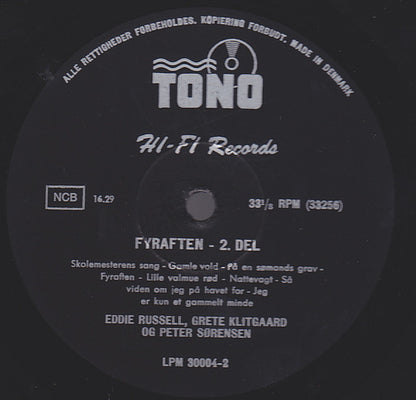 ALLE RETTIGHEDER FORBEHOLDES. KOPIERING FORBUDT. MADE IN DENMARK
TONO
HI-FI Records
NCB 16.29 33⅓ RPM (33256)
FYRAFTEN - 2. DEL
Skolemesterens sang - Gamle vold - På en sømands grav -
Fyraften - Lille valmue rød - Nattevagt - Så
viden om jeg på havet for - Jeg
er kun et gammelt minde
EDDIE RUSSELL, GRETE KLITGAARD
OG PETER SØRENSEN
LPM 30004-2